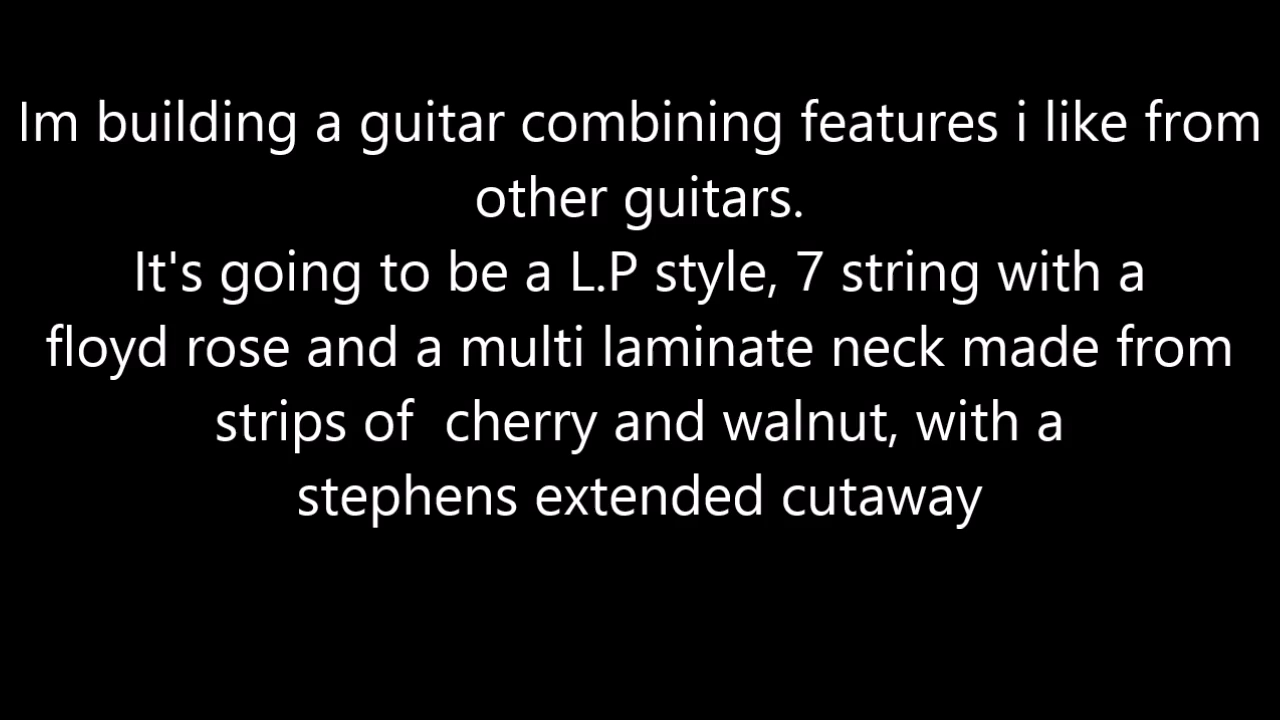 Im building a guitar combining features i like from
other guitars.
It's going to be a L.P style, 7 string with a
floyd rose and a multi laminate neck made from
strips of  cherry and walnut, with a
stephens extended cutaway